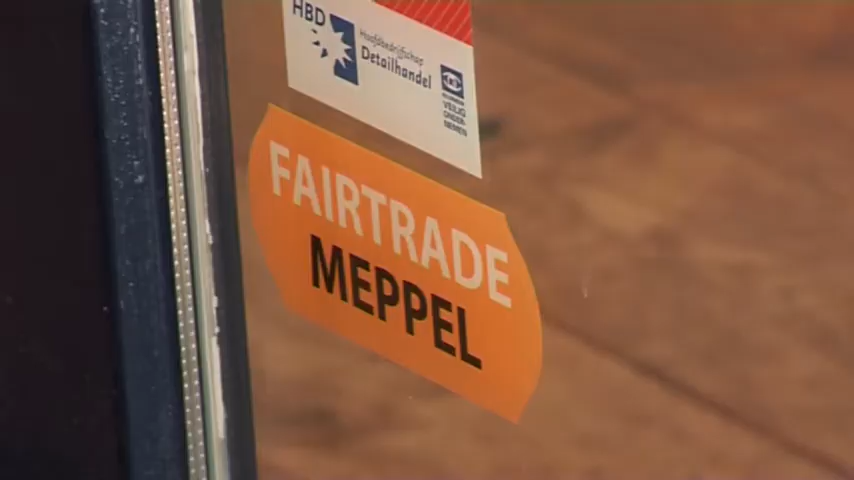 HBD
Hoofdbedrijfschap
Detailhandel
VEILIG
ONDER-
NEMEN
FAIRTRADE
MEPPEL